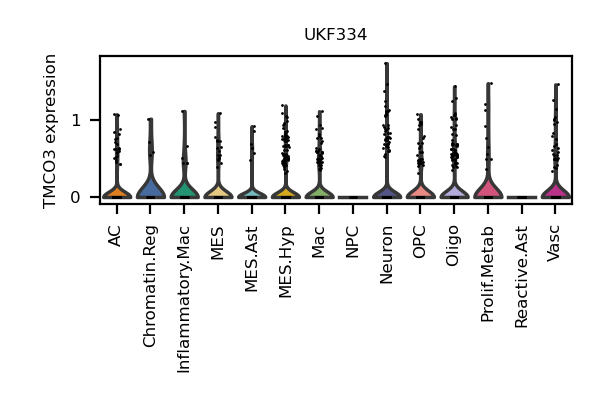 UKF334
TMCO3 expression
1
0
AC
Chromatin.Reg
Inflammatory.Mac
MES
MES.Ast
MES.Hyp
Mac
NPC
Neuron
OPC
Oligo
Prolif.Metab
Reactive.Ast
Vasc